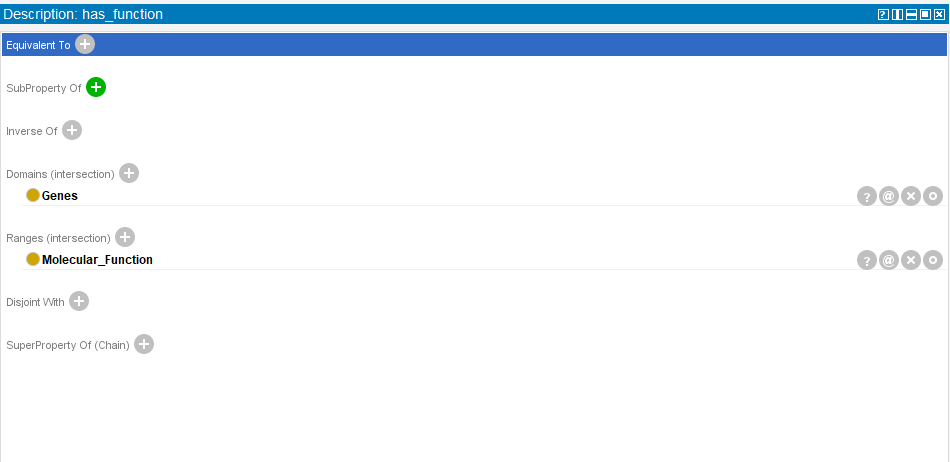 Description: has_function
Equivalent To
SubProperty Of
Inverse Of
Domains (intersection)
Genes
Ranges (intersection)
Molecular_Function
Disjoint With
SuperProperty Of (Chain)